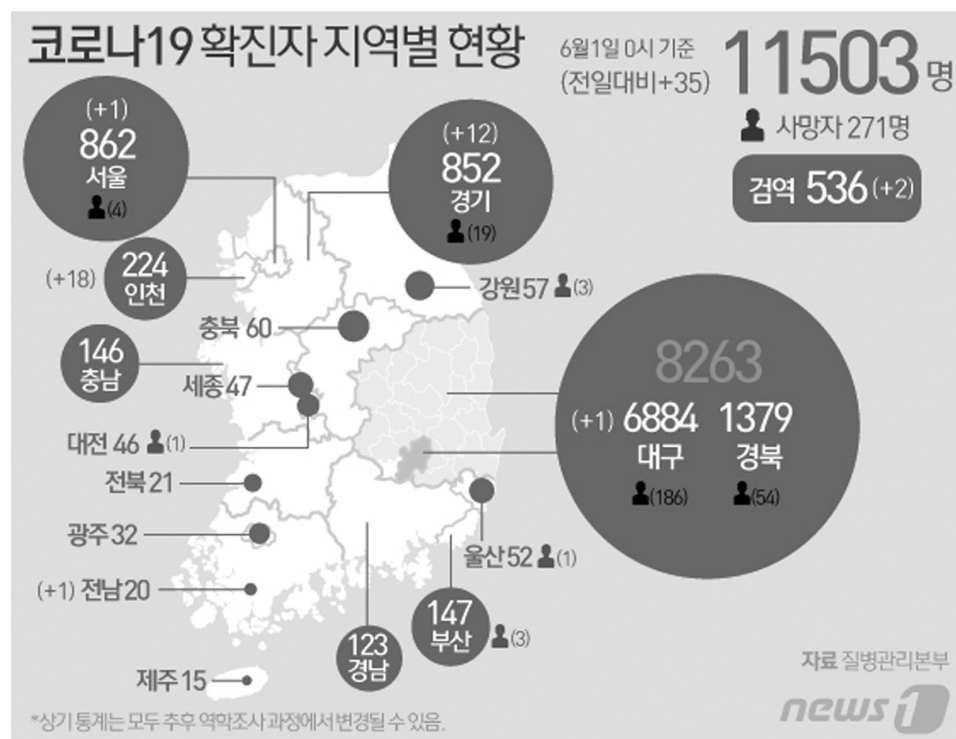 코로나19 확진자 지역별 현황
6월1일 0시 기준
(전일대비+35)
11503명
사망자 271명
검역 536 (+2)
(+1)
862
서울
(4)
(+12)
852
경기
(19)
(+18)
224
인천
강원 57 (3)
충북 60
146
충남
세종 47
대전 46 (1)
전북 21
광주 32
(+1) 전남 20
제주 15
8263
(+1) 6884 1379
대구 경북
(186) (54)
울산 52 (1)
147
부산
(3)
123
경남
자료 질병관리본부
news1
*상기 통계는 모두 추후 역학조사 과정에서 변경될 수 있음.